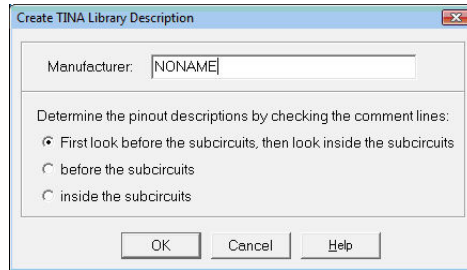 Create TINA Library Description
Manufacturer: NONAME
Determine the pinout descriptions by checking the comment lines:
First look before the subcircuits, then look inside the subcircuits
before the subcircuits
inside the subcircuits
OK Cancel Help